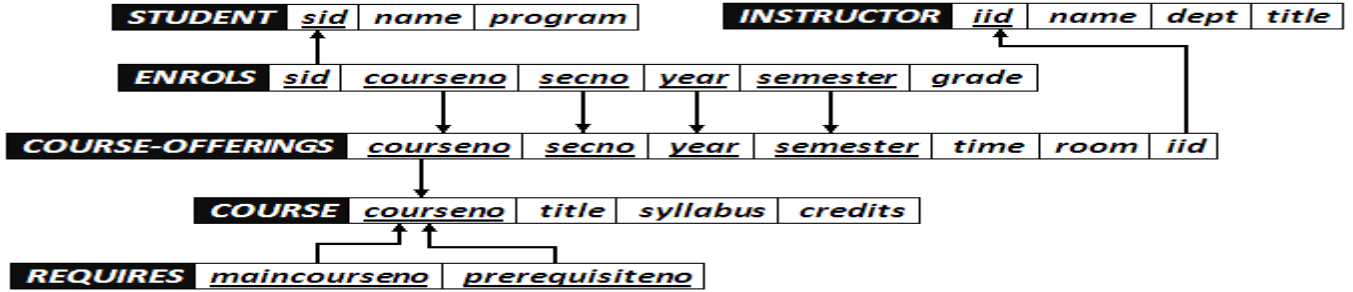 STUDENT sid name program INSTRUCTOR iid name dept title
ENROLS sid courseno secno year semester grade
COURSE-OFFERINGS courseno secno year semester time room iid
COURSE courseno title syllabus credits
REQUIRES maincourseno prerequisiteno